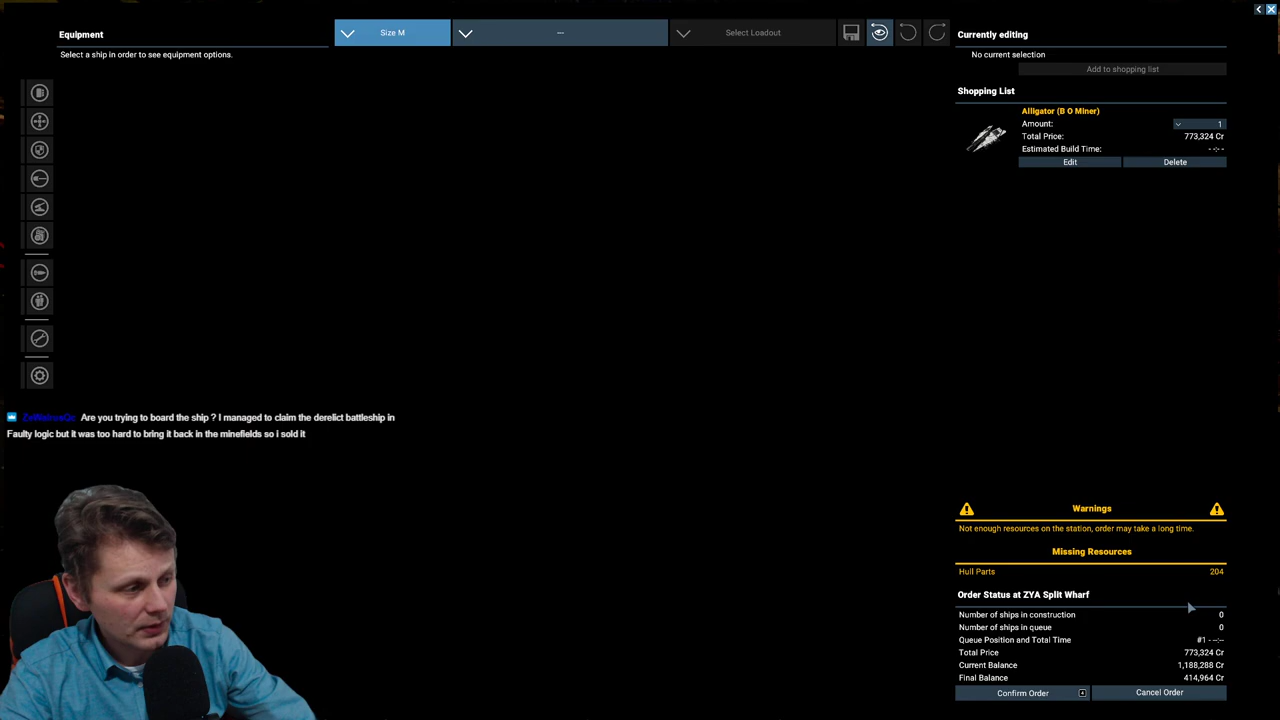 Equipment
Select a ship in order to see equipment options.
Size M
---
Select Loadout
Currently editing
No current selection
Add to shopping list
Shopping List
Alligator (B O Miner)
Amount: 1
Total Price: 773,324 Cr
Estimated Build Time: --:--
Edit Delete
Are you trying to board the ship ? I managed to claim the derelict battleship in
Faulty logic but it was too hard to bring it back in the minefields so i sold it
Warnings
Not enough resources on the station, order may take a long time.
Missing Resources
Hull Parts 204
Order Status at ZYA Split Wharf
Number of ships in construction 0
Number of ships in queue 0
Queue Position and Total Time #1 - --:--
Total Price 773,324 Cr
Current Balance 1,188,288 Cr
Final Balance 414,964 Cr
Confirm Order Cancel Order